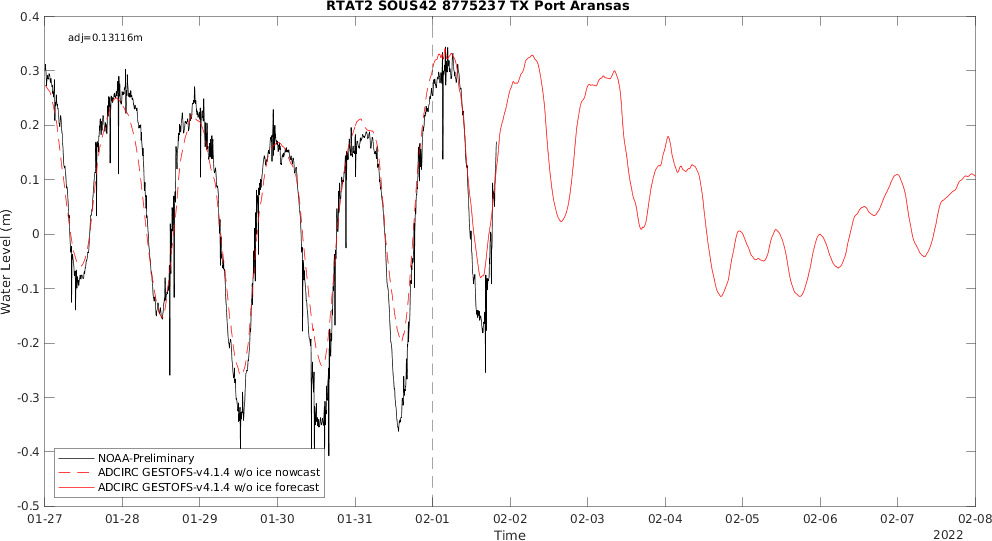 RTAT2 SOUS42 8775237 TX Port Aransas
adj=0.13116m
0.4
0.3
0.2
0.1
0
-0.1
-0.2
-0.3
-0.4
-0.5
Water Level (m)
NOAA-Preliminary
ADCIRC GESTOFS-v4.1.4 w/o ice nowcast
ADCIRC GESTOFS-v4.1.4 w/o ice forecast
01-27 01-28 01-29 01-30 01-31 02-01 02-02 02-03 02-04 02-05 02-06 02-07 02-08
Time
2022